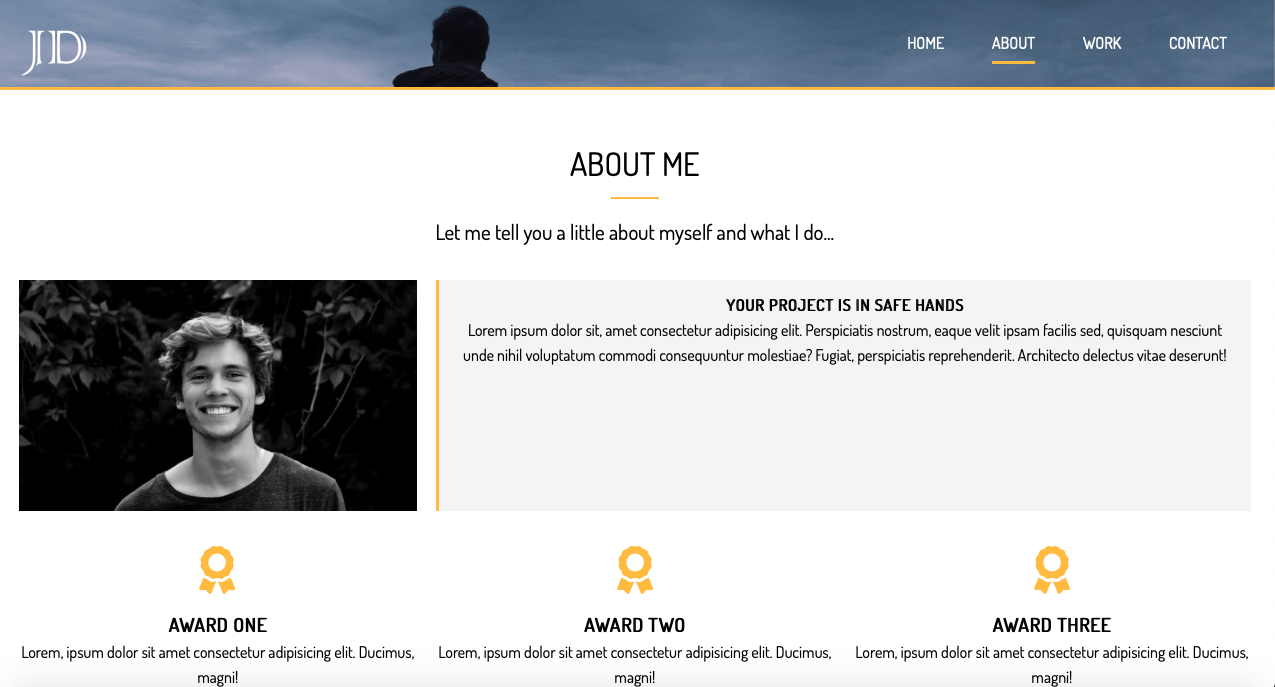 JD
HOME ABOUT WORK CONTACT
ABOUT ME
Let me tell you a little about myself and what I do...
YOUR PROJECT IS IN SAFE HANDS
Lorem ipsum dolor sit, amet consectetur adipisicing elit. Perspiciatis nostrum, eaque velit ipsam facilis sed, quisquam nesciunt
unde nihil voluptatum commodi consequuntur molestiae? Fugiat, perspiciatis reprehenderit. Architecto delectus vitae deserunt!
AWARD ONE
Lorem, ipsum dolor sit amet consectetur adipisicing elit. Ducimus,
magni!
AWARD TWO
Lorem, ipsum dolor sit amet consectetur adipisicing elit. Ducimus,
magni!
AWARD THREE
Lorem, ipsum dolor sit amet consectetur adipisicing elit. Ducimus,
magni!